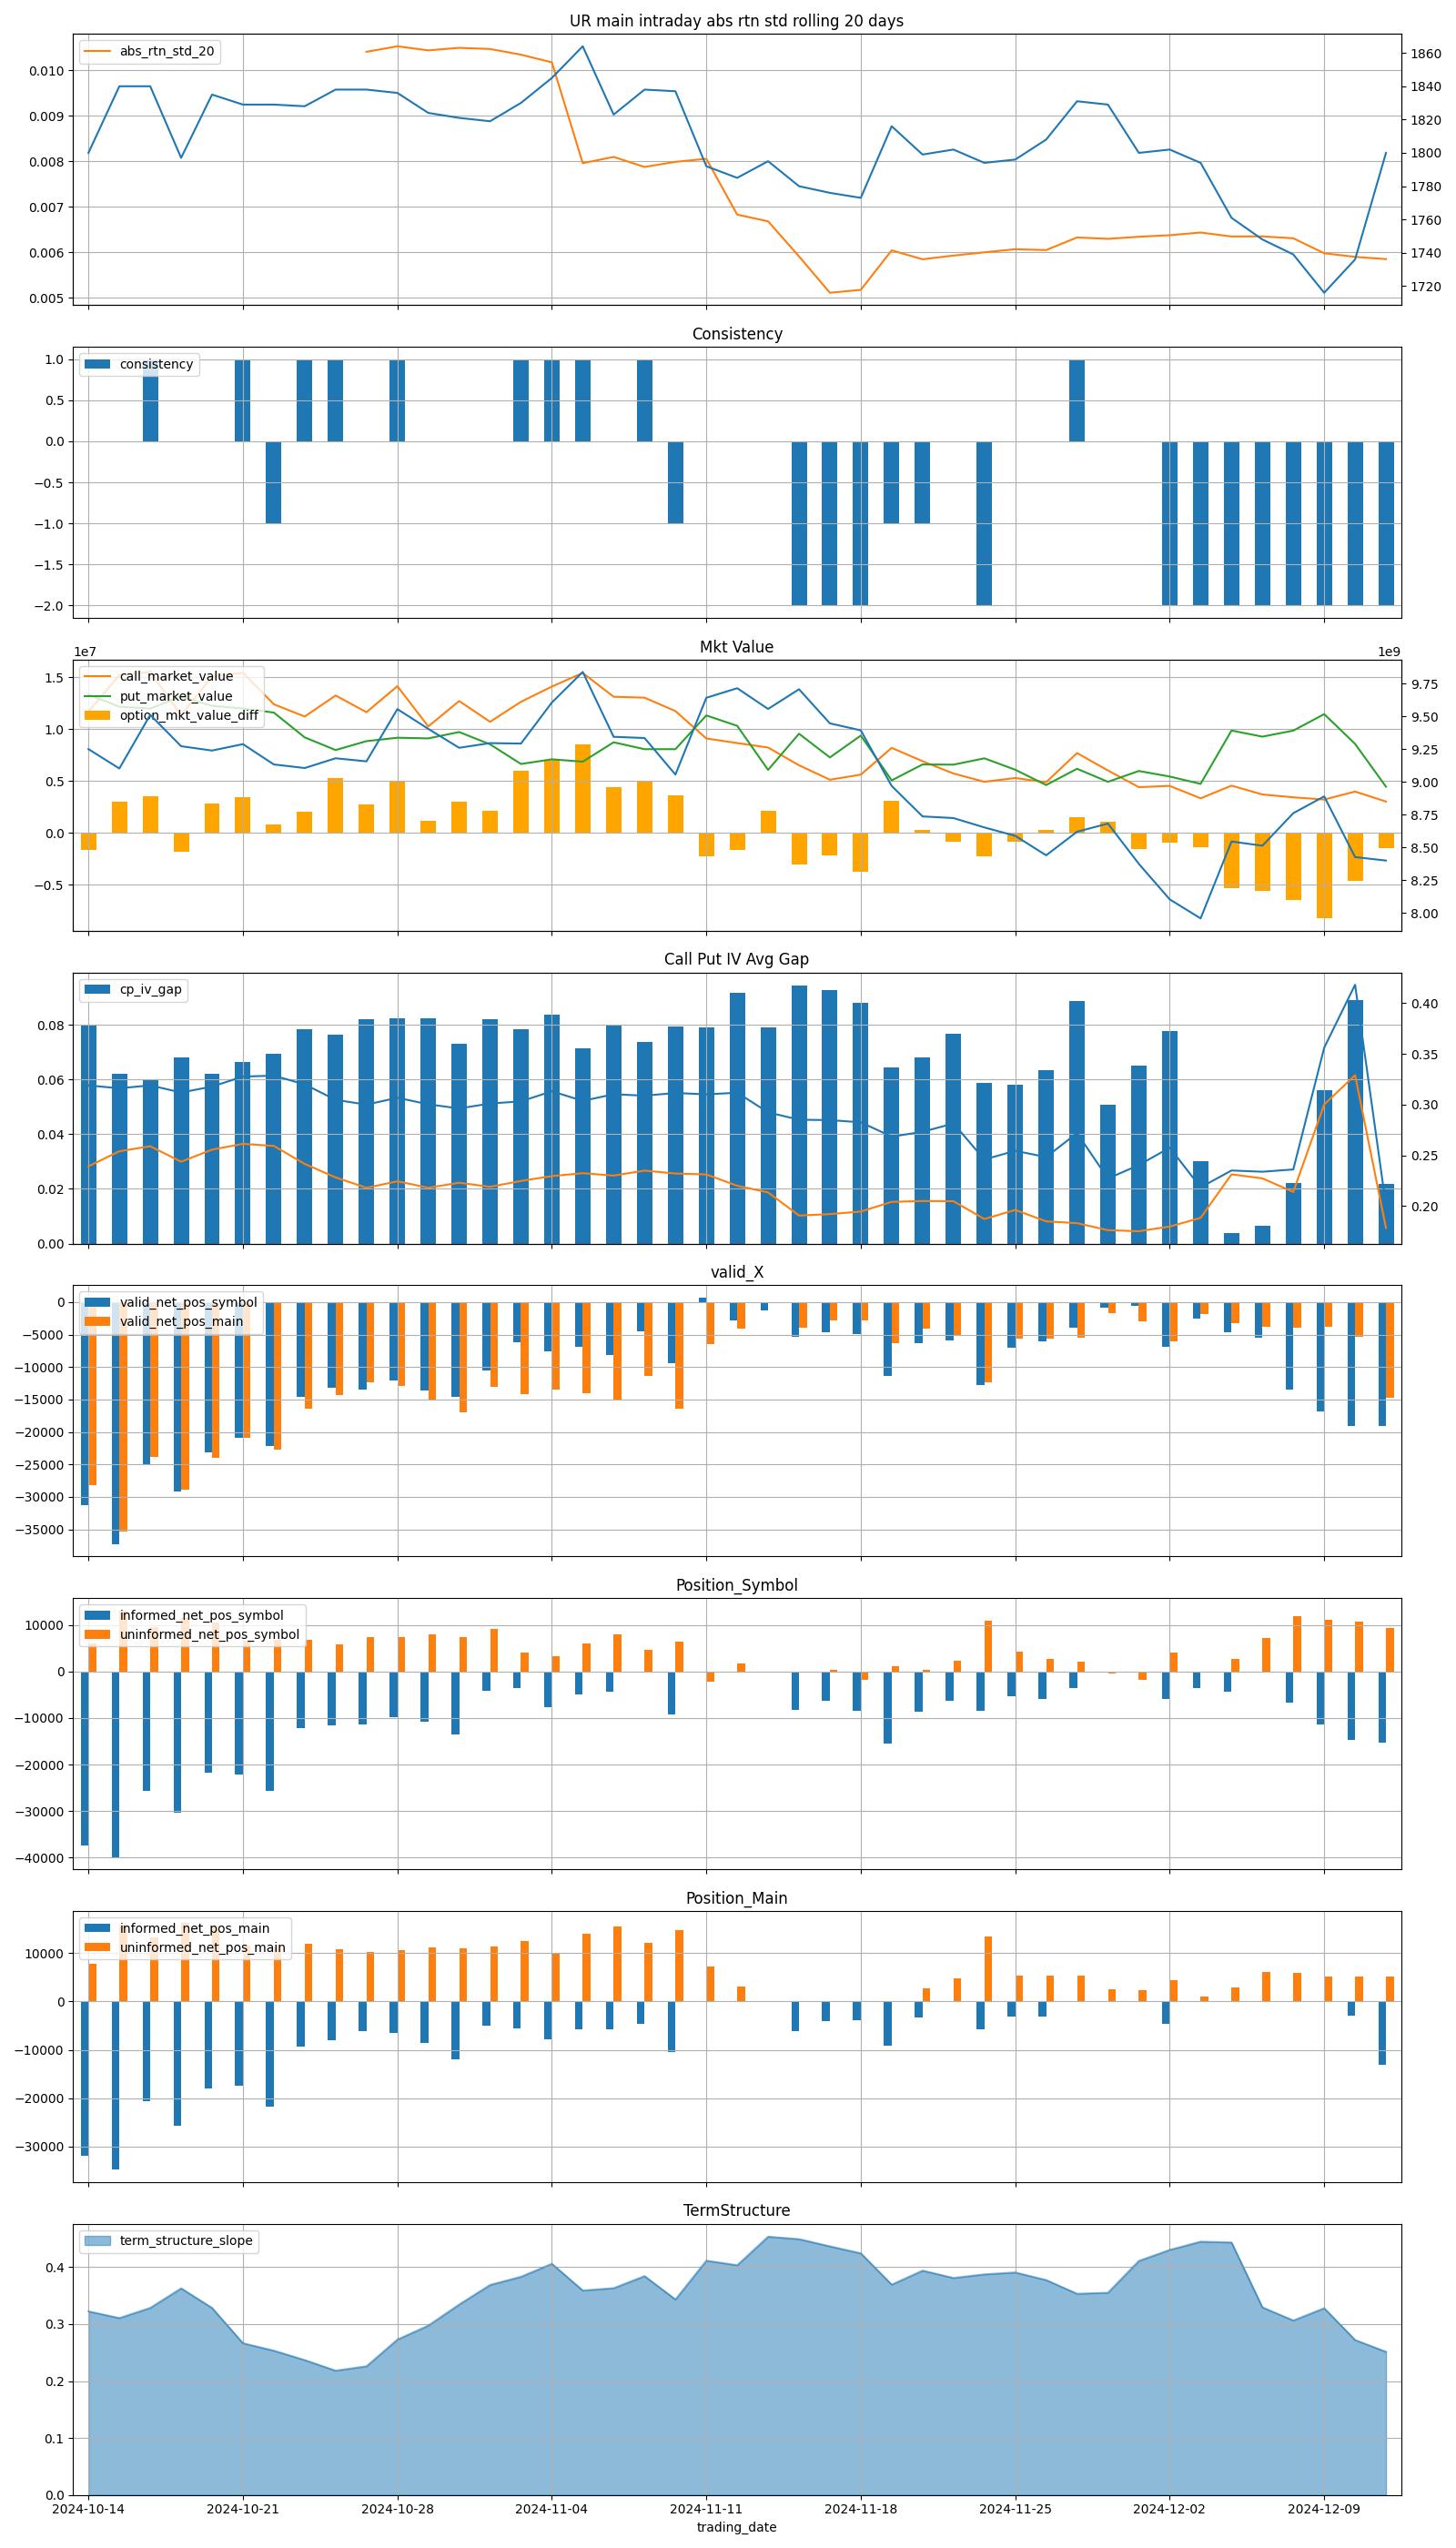 UR main intraday abs rtn std rolling 20 days
abs_rtn_std_20
0.010
0.009
0.008
0.007
0.006
0.005
1860
1840
1820
1800
1780
1760
1740
1720
Consistency
consistency
1.0
0.5
0.0
−0.5
−1.0
−1.5
−2.0
Mkt Value
1e7
1e9
call_market_value
put_market_value
option_mkt_value_diff
1.5
1.0
0.5
0.0
−0.5
9.75
9.50
9.25
9.00
8.75
8.50
8.25
8.00
Call Put IV Avg Gap
cp_iv_gap
0.08
0.06
0.04
0.02
0.00
0.40
0.35
0.30
0.25
0.20
valid_X
valid_net_pos_symbol
valid_net_pos_main
0
−5000
−10000
−15000
−20000
−25000
−30000
−35000
Position_Symbol
informed_net_pos_symbol
uninformed_net_pos_symbol
10000
0
−10000
−20000
−30000
−40000
Position_Main
informed_net_pos_main
uninformed_net_pos_main
10000
0
−10000
−20000
−30000
TermStructure
term_structure_slope
0.4
0.3
0.2
0.1
0.0
2024-10-14 2024-10-21 2024-10-28 2024-11-04 2024-11-11 2024-11-18 2024-11-25 2024-12-02 2024-12-09
trading_date